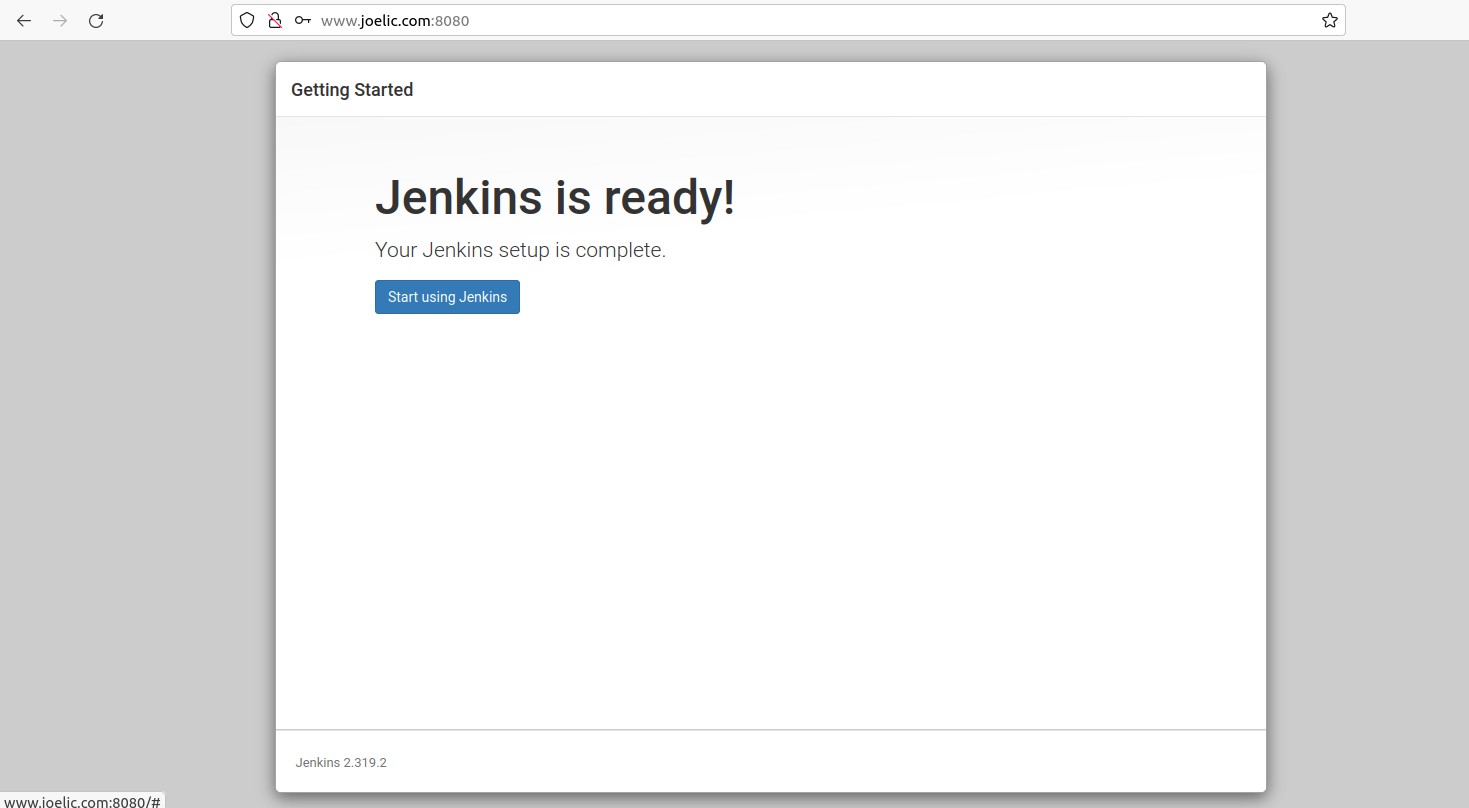 www.joelic.com:8080
Getting Started
Jenkins is ready!
Your Jenkins setup is complete.
Start using Jenkins
Jenkins 2.319.2
www.joelic.com:8080/#